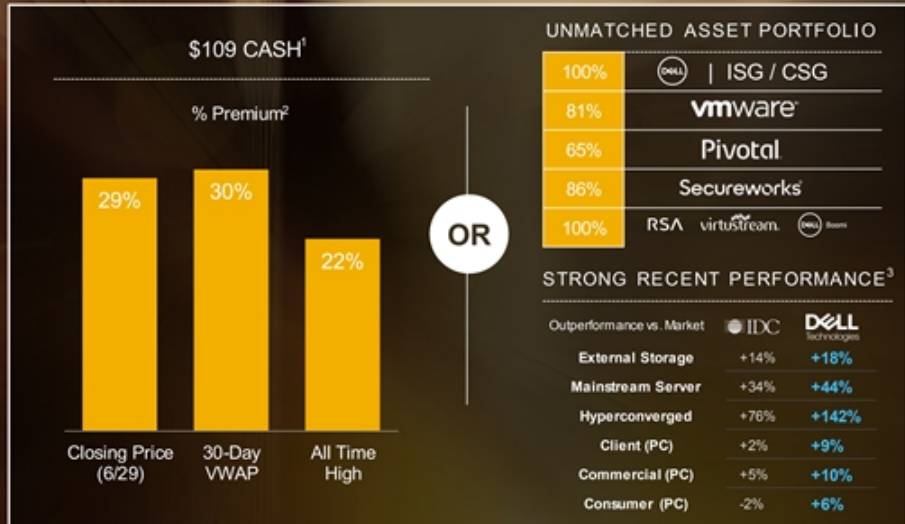 $109 CASH¹
% Premium²
29%
30%
22%
Closing Price
(6/29)
30-Day
VWAP
All Time
High
OR
UNMATCHED ASSET PORTFOLIO
100% DELL | ISG / CSG
81% vmware®
65% Pivotal
86% Secureworks®
100% RSA virtustream. DELL Boomi
STRONG RECENT PERFORMANCE³
Outperformance vs. Market IDC DELL Technologies
External Storage +14% +18%
Mainstream Server +34% +44%
Hyperconverged +76% +142%
Client (PC) +2% +9%
Commercial (PC) +5% +10%
Consumer (PC) -2% +6%